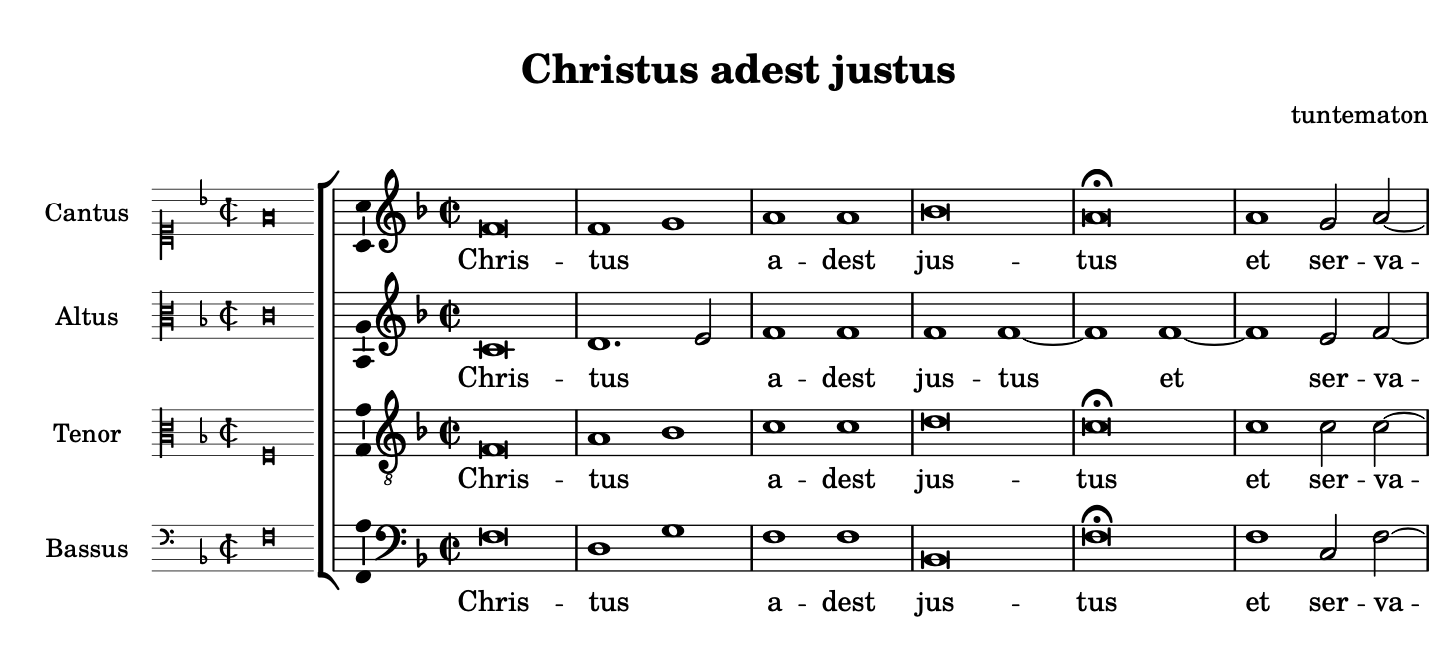 Christus adest justus
tuntematon
Cantus
Chris - tus a - dest jus - tus et ser - va -
Altus
Chris - tus a - dest jus - tus et ser - va -
Tenor
8
Chris - tus a - dest jus - tus et ser - va -
Bassus
Chris - tus a - dest jus - tus et ser - va -